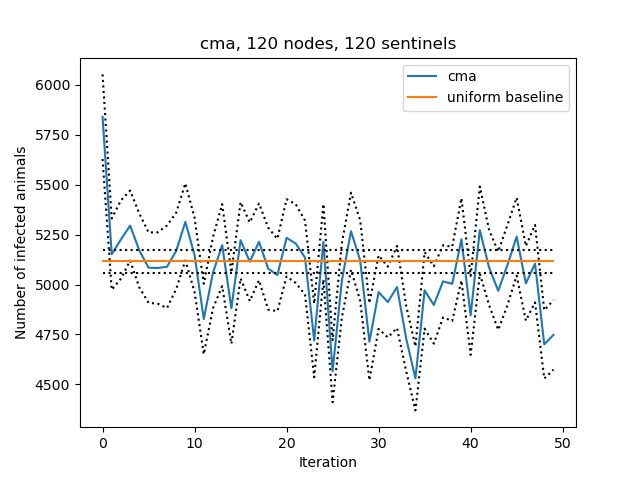 cma, 120 nodes, 120 sentinels
cma
uniform baseline
Number of infected animals
6000
5750
5500
5250
5000
4750
4500
0 10 20 30 40 50
Iteration